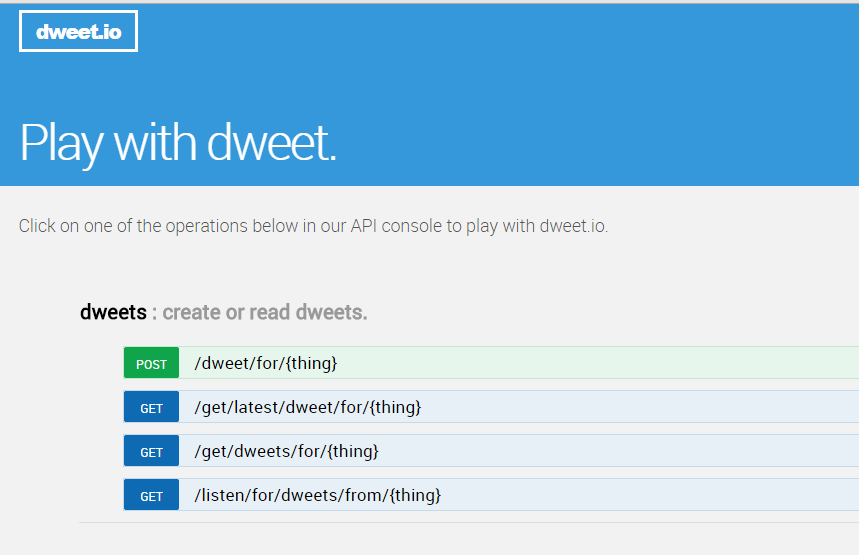 dweet.io
Play with dweet.
Click on one of the operations below in our API console to play with dweet.io.
dweets : create or read dweets.
POST /dweet/for/{thing}
GET /get/latest/dweet/for/{thing}
GET /get/dweets/for/{thing}
GET /listen/for/dweets/from/{thing}